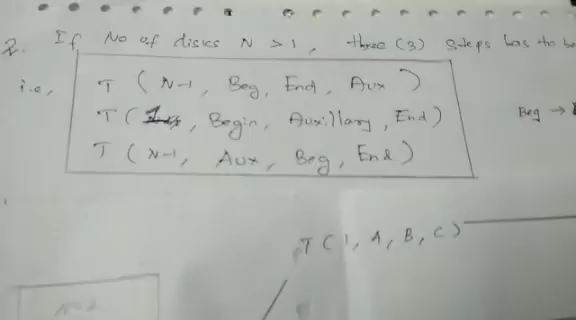 2. If No of discs N > 1, three (3) steps has to be
i.e, T ( N-1, Beg, End, Aux )
T ( 1, Begin, Auxillary, End )
Beg →
T ( N-1, Aux, Beg, End )
T ( 1, A, B, C )